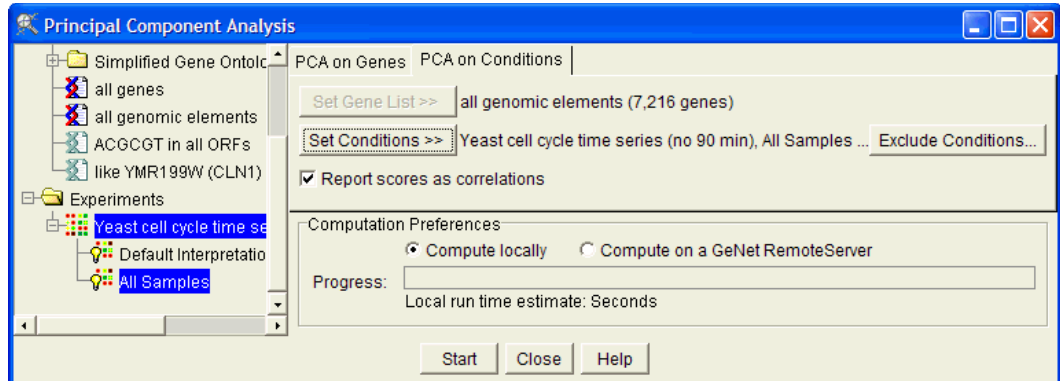 Principal Component Analysis
Simplified Gene Ontolc
all genes
all genomic elements
ACGCGT in all ORFs
like YMR199W (CLN1)
Experiments
Yeast cell cycle time se
Default Interpretatio
All Samples
PCA on Genes PCA on Conditions
Set Gene List >> all genomic elements (7,216 genes)
Set Conditions >> Yeast cell cycle time series (no 90 min), All Samples ... Exclude Conditions...
Report scores as correlations
Computation Preferences
Compute locally Compute on a GeNet RemoteServer
Progress:
Local run time estimate: Seconds
Start Close Help